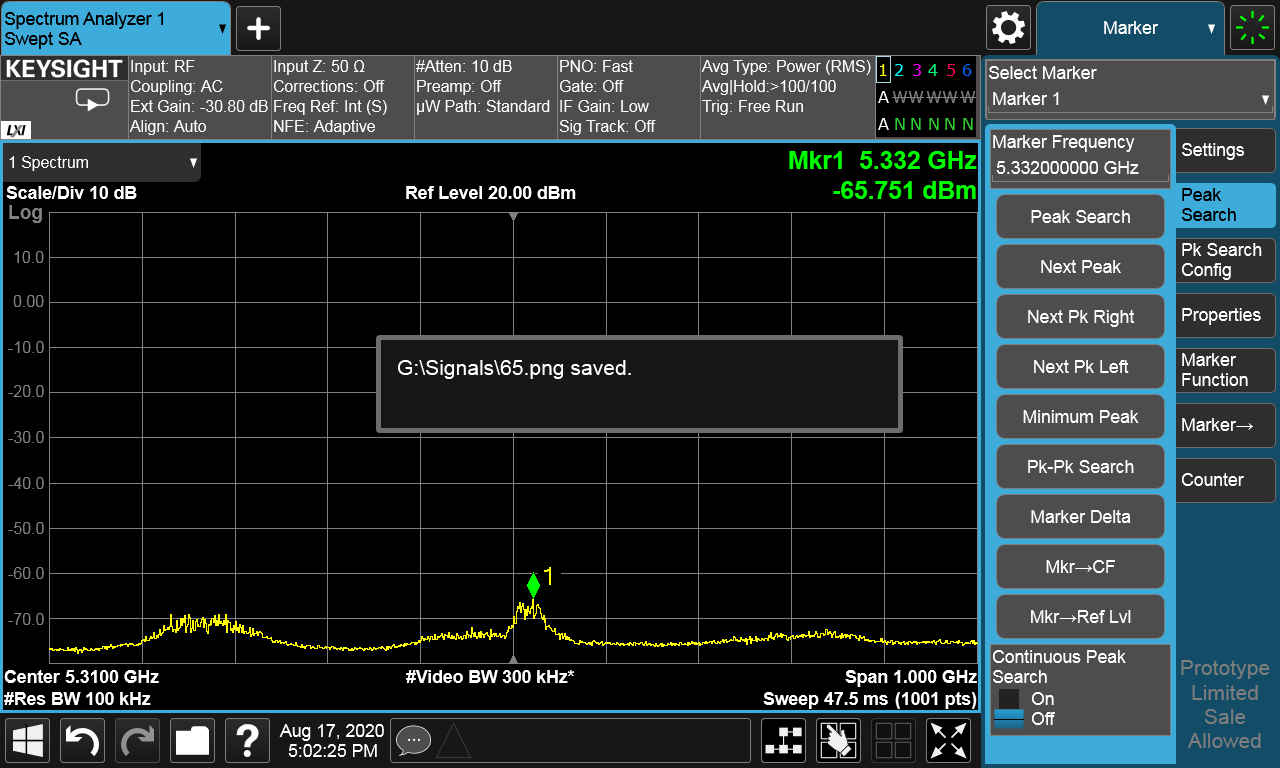 Spectrum Analyzer 1
Swept SA
Marker
KEYSIGHT
LXI
Input: RF
Coupling: AC
Ext Gain: -30.80 dB
Align: Auto
Input Z: 50 Ω
Corrections: Off
Freq Ref: Int (S)
NFE: Adaptive
#Atten: 10 dB
Preamp: Off
µW Path: Standard
PNO: Fast
Gate: Off
IF Gain: Low
Sig Track: Off
Avg Type: Power (RMS)
Avg|Hold:>100/100
Trig: Free Run
1 2 3 4 5 6
A W W W W W
A N N N N N
Select Marker
Marker 1
1 Spectrum
Mkr1 5.332 GHz
-65.751 dBm
Scale/Div 10 dB
Ref Level 20.00 dBm
Log
10.0
0.00
-10.0
-20.0
-30.0
-40.0
-50.0
-60.0
-70.0
G:\Signals\65.png saved.
1
Center 5.3100 GHz
#Video BW 300 kHz*
Span 1.000 GHz
#Res BW 100 kHz
Sweep 47.5 ms (1001 pts)
Marker Frequency
5.332000000 GHz
Peak Search
Next Peak
Next Pk Right
Next Pk Left
Minimum Peak
Pk-Pk Search
Marker Delta
Mkr→CF
Mkr→Ref Lvl
Continuous Peak
Search
On
Off
Settings
Peak
Search
Pk Search
Config
Properties
Marker
Function
Marker→
Counter
Prototype
Limited
Sale
Allowed
?
Aug 17, 2020
5:02:25 PM